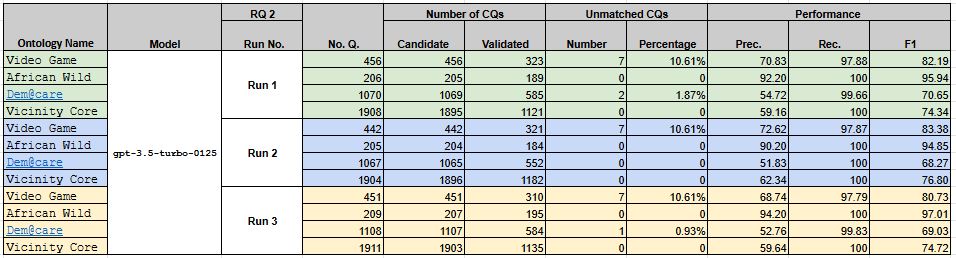 RQ 2 Number of CQs Unmatched CQs Performance
Ontology Name Model Run No. No. Q. Candidate Validated Number Percentage Prec. Rec. F1
Video Game 456 456 323 7 10.61% 70.83 97.88 82.19
African Wild 206 205 189 0 0 92.20 100 95.94
Run 1
Dem@care 1070 1069 585 2 1.87% 54.72 99.66 70.65
Vicinity Core 1908 1895 1121 0 0 59.16 100 74.34
Video Game 442 442 321 7 10.61% 72.62 97.87 83.38
African Wild 205 204 184 0 0 90.20 100 94.85
gpt-3.5-turbo-0125 Run 2
Dem@care 1067 1065 552 0 0 51.83 100 68.27
Vicinity Core 1904 1896 1182 0 0 62.34 100 76.80
Video Game 451 451 310 7 10.61% 68.74 97.79 80.73
African Wild 209 207 195 0 0 94.20 100 97.01
Run 3
Dem@care 1108 1107 584 1 0.93% 52.76 99.83 69.03
Vicinity Core 1911 1903 1135 0 0 59.64 100 74.72